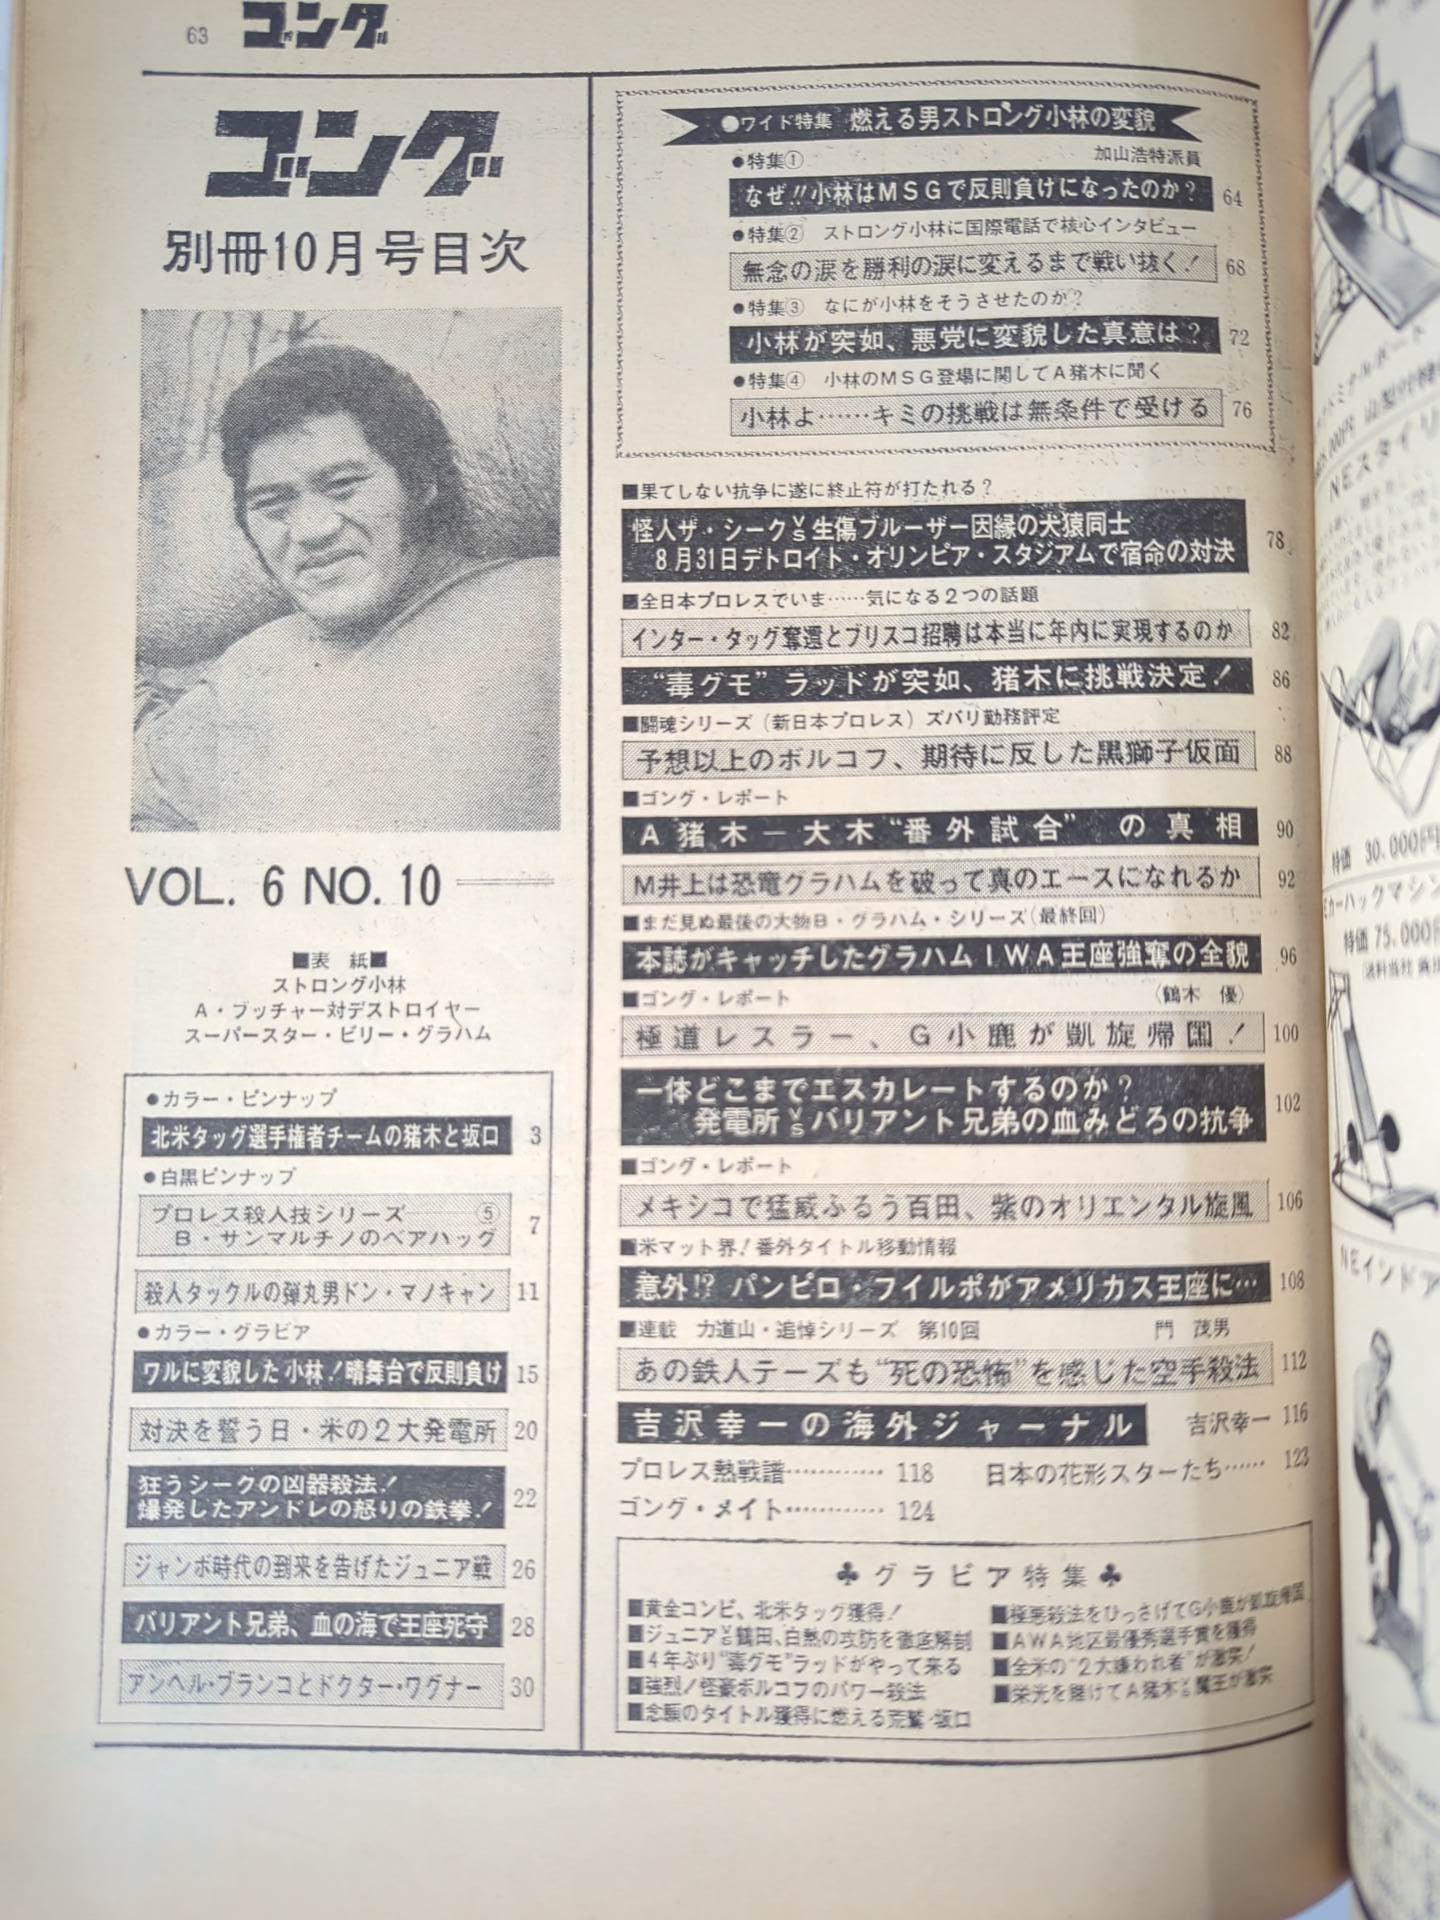 63 ゴング
ゴング
別冊10月号目次
VOL. 6 NO. 10
■表 紙■
ストロング小林
A・ブッチャー対デストロイヤー
スーパースター・ビリー・グラハム
●カラー・ピンナップ
北米タッグ選手権者チームの猪木と坂口 3
●白黒ピンナップ
プロレス殺人技シリーズ⑤
B・サンマルチノのベアハッグ 7
殺人タックルの弾丸男ドン・マノキャン 11
●カラー・グラビア
ワルに変貌した小林!晴舞台で反則負け 15
対決を誓う日・米の2大発電所 20
狂うシークの凶器殺法!
爆発したアンドレの怒りの鉄拳! 22
ジャンボ時代の到来を告げたジュニア戦 26
バリアント兄弟、血の海で王座死守 28
アンヘル・ブランコとドクター・ワグナー 30
●ワイド特集 燃える男ストロング小林の変貌
●特集① 加山浩特派員
なぜ!!小林はMSGで反則負けになったのか? 64
●特集② ストロング小林に国際電話で核心インタビュー
無念の涙を勝利の涙に変えるまで戦い抜く! 68
●特集③ なにが小林をそうさせたのか?
小林が突如、悪党に変貌した真意は? 72
●特集④ 小林のMSG登場に関してA猪木に聞く
小林よ……キミの挑戦は無条件で受ける 76
■果てしない抗争に遂に終止符が打たれる?
怪人ザ・シークVS生傷ブルーザー因縁の犬猿同士
8月31日デトロイト・オリンピア・スタジアムで宿命の対決 78
■全日本プロレスでいま……気になる2つの話題
インター・タッグ奪還とブリスコ招聘は本当に年内に実現するのか 82
“毒グモ”ラッドが突如、猪木に挑戦決定! 86
■闘魂シリーズ(新日本プロレス)ズバリ勤務評定
予想以上のボルコフ、期待に反した黒獅子仮面 88
■ゴング・レポート
A猪木－大木“番外試合”の真相 90
M井上は恐竜グラハムを破って真のエースになれるか 92
■まだ見ぬ最後の大物B・グラハム・シリーズ(最終回)
本誌がキャッチしたグラハムIWA王座強奪の全貌 96
■ゴング・レポート (鶴木 優)
極道レスラー、G小鹿が凱旋帰国! 100
一体どこまでエスカレートするのか?
発電所VSバリアント兄弟の血みどろの抗争 102
■ゴング・レポート
メキシコで猛威ふるう百田、紫のオリエンタル旋風 106
■米マット界!番外タイトル移動情報
意外!? パンピロ・フイルポがアメリカス王座に… 108
■連載 力道山・追悼シリーズ 第10回 門 茂男
あの鉄人テーズも“死の恐怖”を感じた空手殺法 112
吉沢幸一の海外ジャーナル 吉沢幸一 116
プロレス熱戦譜………… 118 日本の花形スターたち…… 123
ゴング・メイト………… 124
♣グラビア特集♣
■黄金コンビ、北米タッグ獲得!
■ジュニアVS鶴田、白熱の攻防を徹底解剖
■4年ぶり“毒グモ”ラッドがやって来る
■強烈!怪豪ボルコフのパワー殺法
■念願のタイトル獲得に燃える荒鷲・坂口
■極悪殺法をひっさげてG小鹿が凱旋帰国
■AWA地区最優秀選手賞を獲得
■全米の“2大嫌われ者”が激突!
■栄光を賭けてA猪木VS魔王が激突
特価 30.000円
特価 75.000円
NEスタイリ
NEインドア